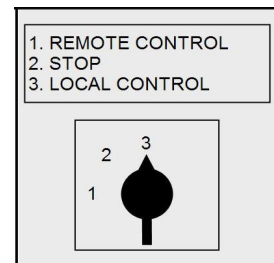 1. REMOTE CONTROL
2. STOP
3. LOCAL CONTROL
3
2
1